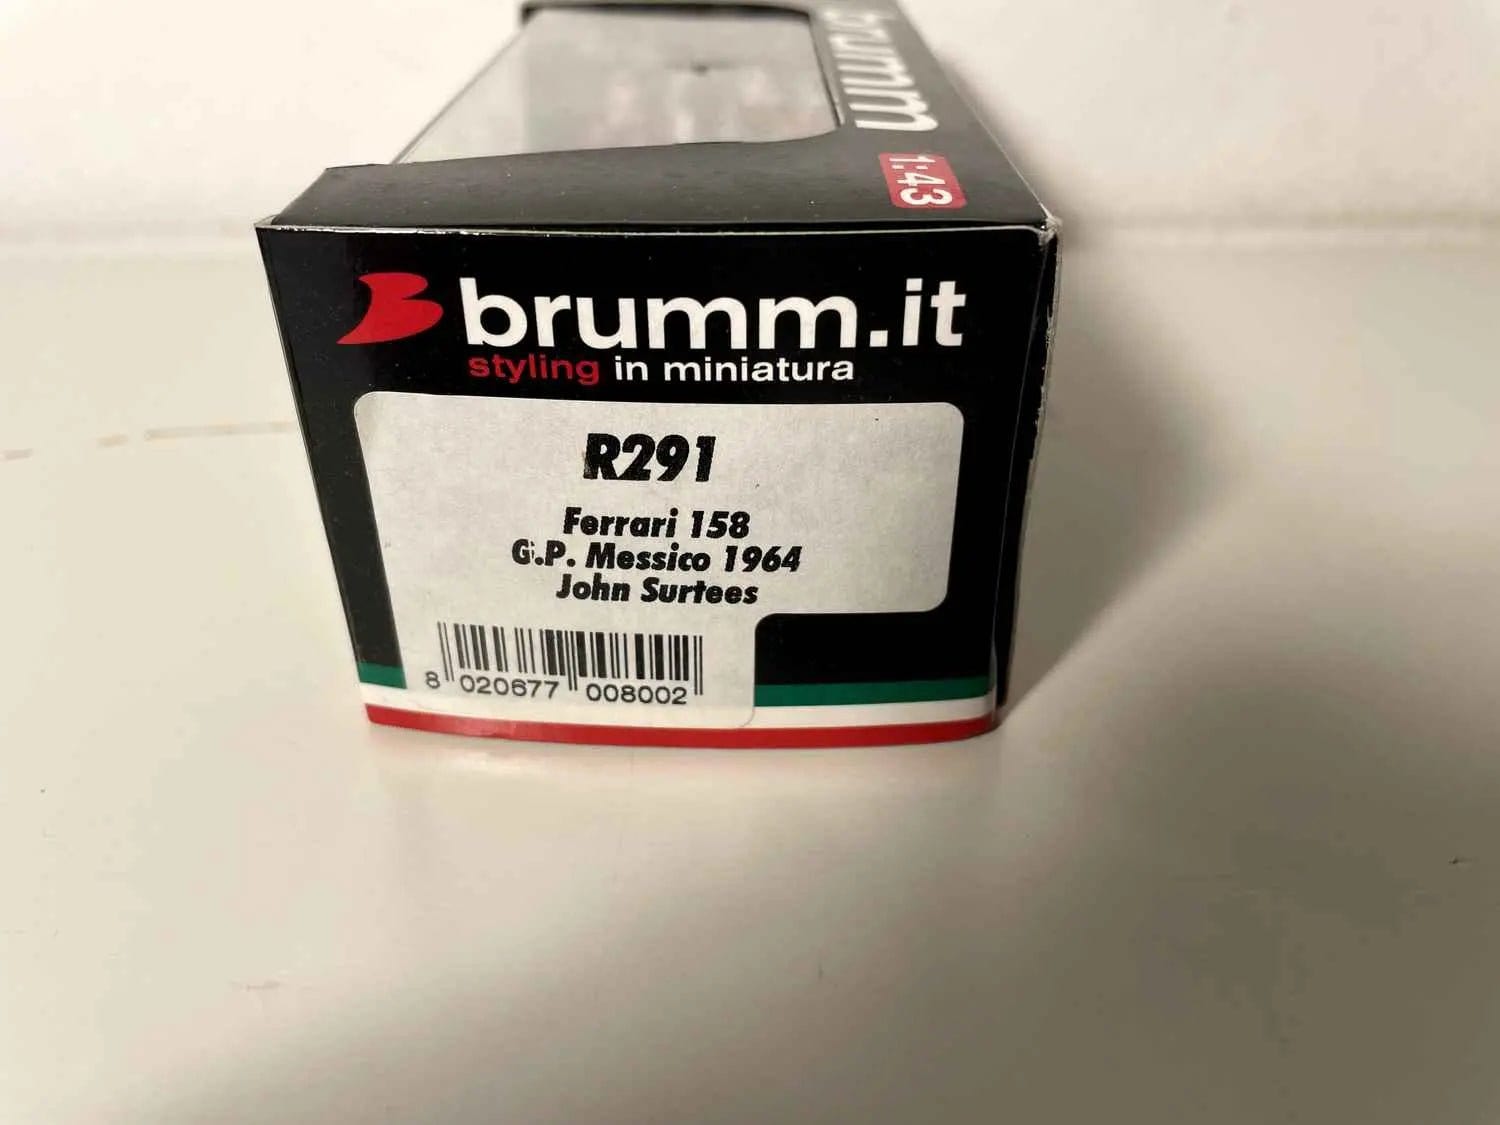 brumm
1:43
brumm.it
styling in miniatura
R291
Ferrari 158
G.P. Messico 1964
John Surtees
8 020677 008002